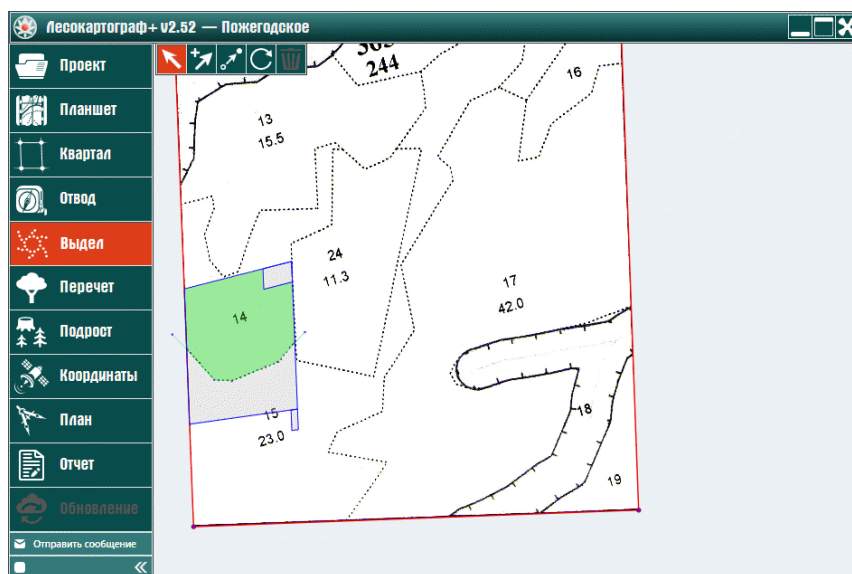 Лесокартограф+ v2.52 — Пожегодское
Проект
Планшет
Квартал
Отвод
Выдел
Перечет
Подрост
Координаты
План
Отчет
Обновление
Отправить сообщение
244
16
13
15.5
24
11.3
17
42.0
14
15
23.0
18
19